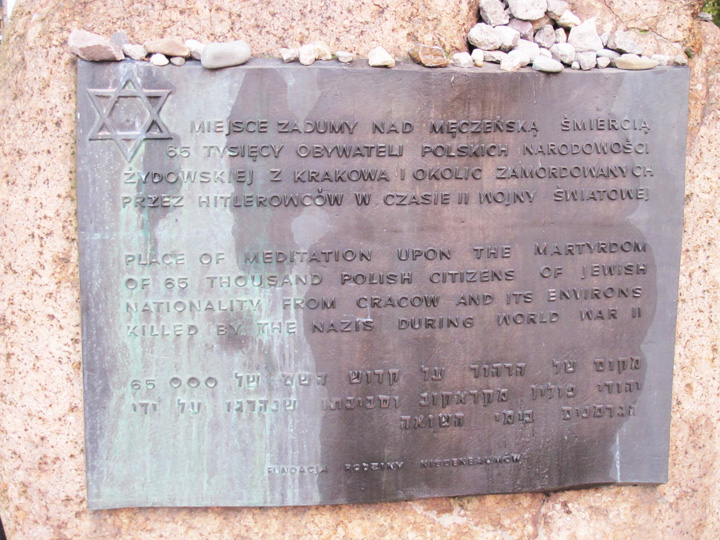 MIEJSCE ZADUMY NAD MĘCZEŃSKĄ ŚMIERCIĄ
65 TYSIĘCY OBYWATELI POLSKICH NARODOWOŚCI
ŻYDOWSKIEJ Z KRAKOWA I OKOLIC ZAMORDOWANYCH
PRZEZ HITLEROWCÓW W CZASIE II WOJNY ŚWIATOWEJ
PLACE OF MEDITATION UPON THE MARTYRDOM
OF 65 THOUSAND POLISH CITIZENS OF JEWISH
NATIONALITY FROM CRACOW AND ITS ENVIRONS
KILLED BY THE NAZIS DURING WORLD WAR II
מקום של הרהור על קדוש השם של 65 000
יהודי פולין מקראקוב וסביבתו שנהרגו על ידי
הגרמנים בימי השואה
FUNDACJA RODZINY NISSENBAUMÓW